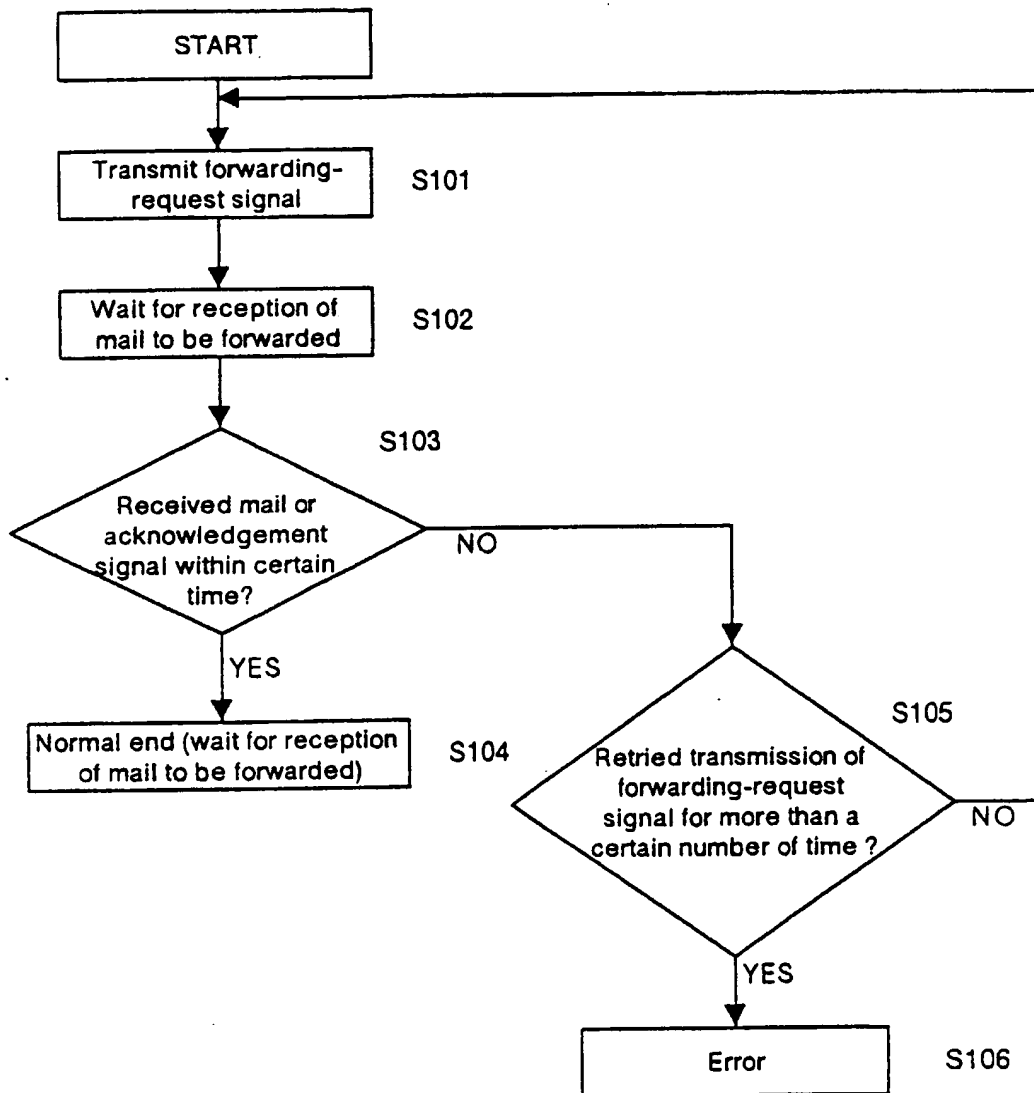 START
Transmit forwarding-
request signal
S101
Wait for reception of
mail to be forwarded
S102
S103
Received mail or
acknowledgement
signal within certain
time?
NO
YES
Normal end (wait for reception
of mail to be forwarded)
S104
S105
Retried transmission of
forwarding-request
signal for more than a
certain number of time ?
NO
YES
Error
S106